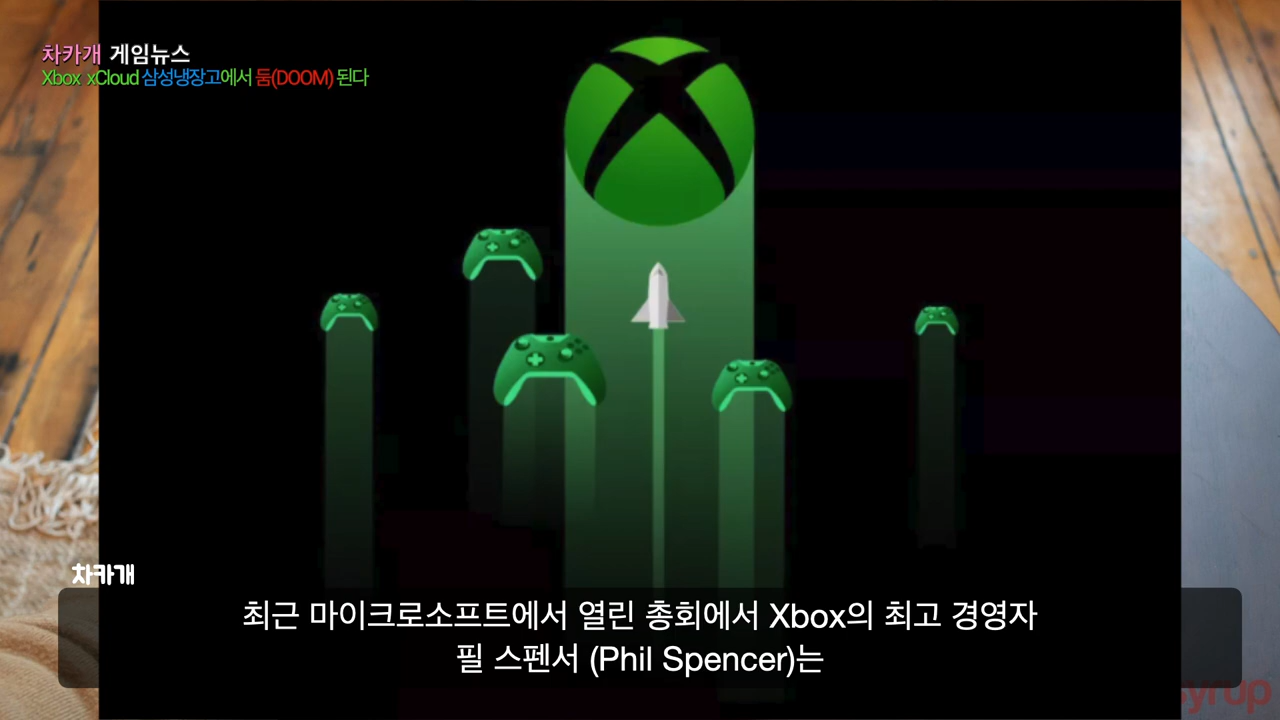 차카개 게임뉴스
Xbox xCloud 삼성냉장고에서 둠(DOOM) 된다
차카개
최근 마이크로소프트에서 열린 총회에서 Xbox의 최고 경영자
필 스펜서 (Phil Spencer)는
syrup